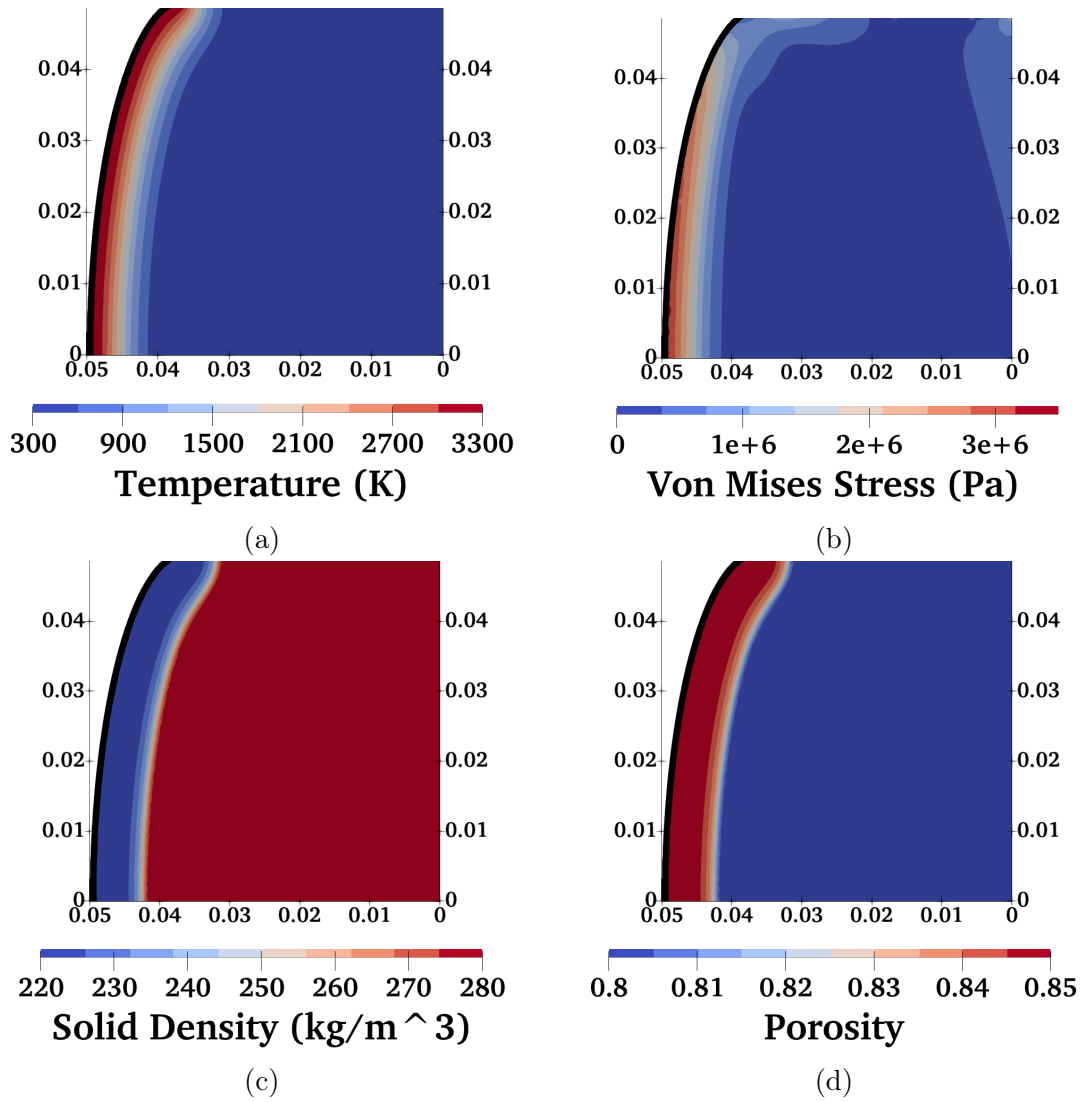 0.04 0.04
0.03 0.03
0.02 0.02
0.01 0.01
0 0
0.05 0.04 0.03 0.02 0.01 0
300 900 1500 2100 2700 3300
Temperature (K)
(a)
0.04 0.04
0.03 0.03
0.02 0.02
0.01 0.01
0 0
0.05 0.04 0.03 0.02 0.01 0
0 1e+6 2e+6 3e+6
Von Mises Stress (Pa)
(b)
0.04 0.04
0.03 0.03
0.02 0.02
0.01 0.01
0 0
0.05 0.04 0.03 0.02 0.01 0
220 230 240 250 260 270 280
Solid Density (kg/m^3)
(c)
0.04 0.04
0.03 0.03
0.02 0.02
0.01 0.01
0 0
0.05 0.04 0.03 0.02 0.01 0
0.8 0.81 0.82 0.83 0.84 0.85
Porosity
(d)